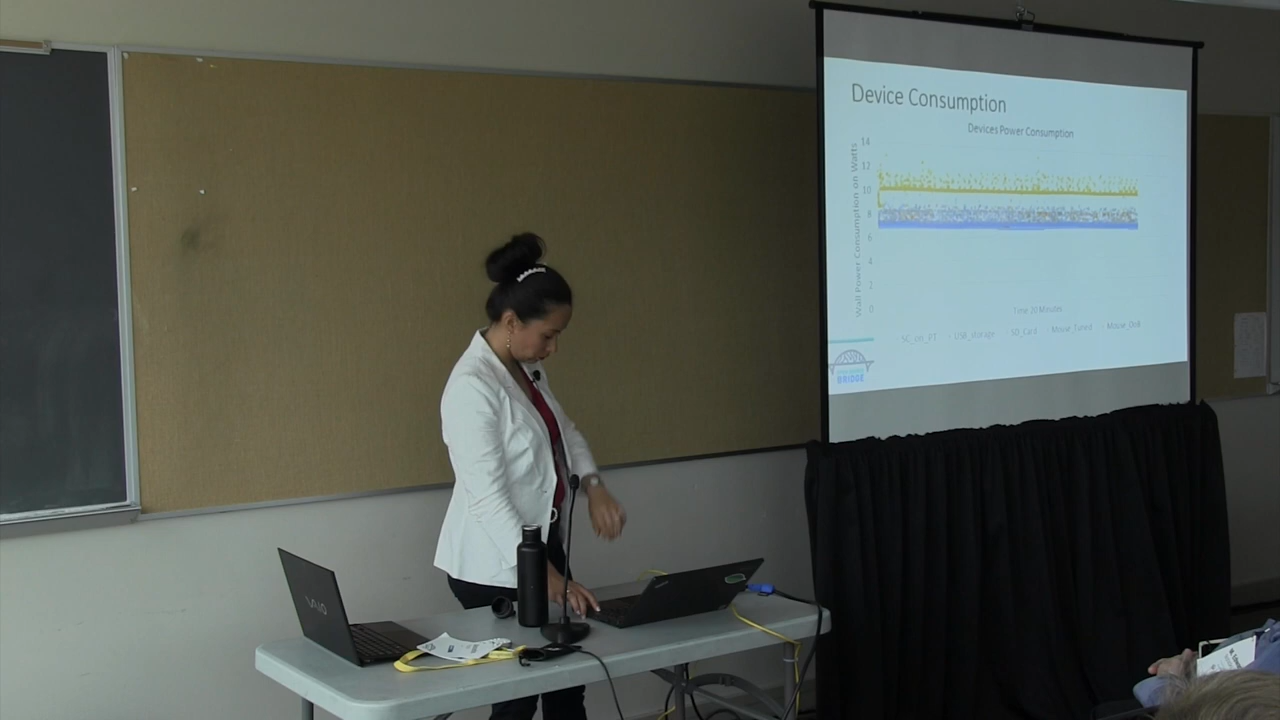 Device Consumption
Devices Power Consumption
Wall Power Consumption on Watts
14
12
10
8
6
4
2
0
Time 20 Minutes
SC_on_PT USB_storage SD_Card Mouse_Tuned Mouse_Dell
BRIDGE
VAIO